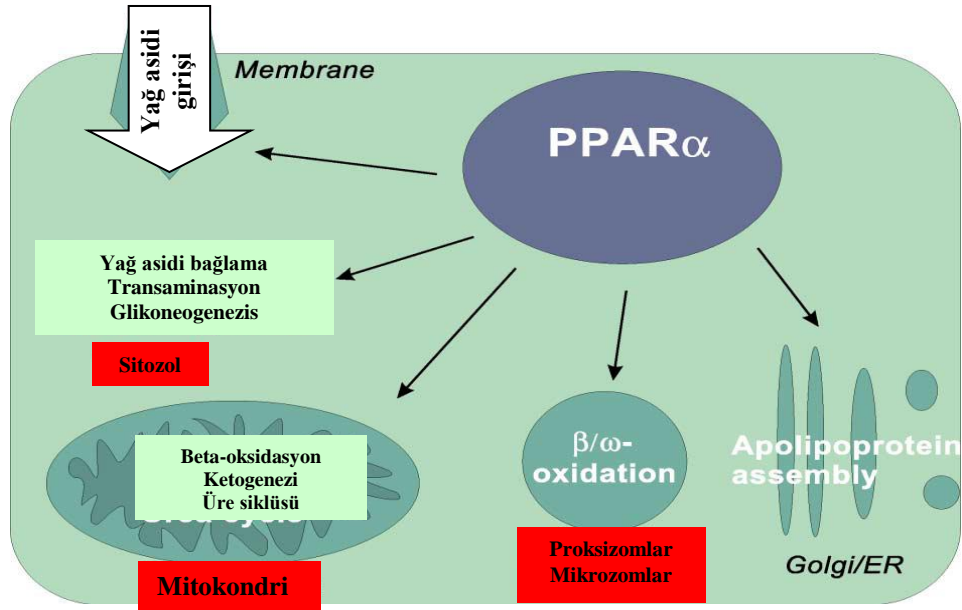 Yağ asidi
girişi
Membrane
PPARα
Yağ asidi bağlama
Transaminasyon
Glikoneogenezis
Sitozol
Beta-oksidasyon
Ketogenezi
Üre siklüsü
Mitokondri
β/ω-
oxidation
Proksizomlar
Mikrozomlar
Apolipoprotein
assembly
Golgi/ER